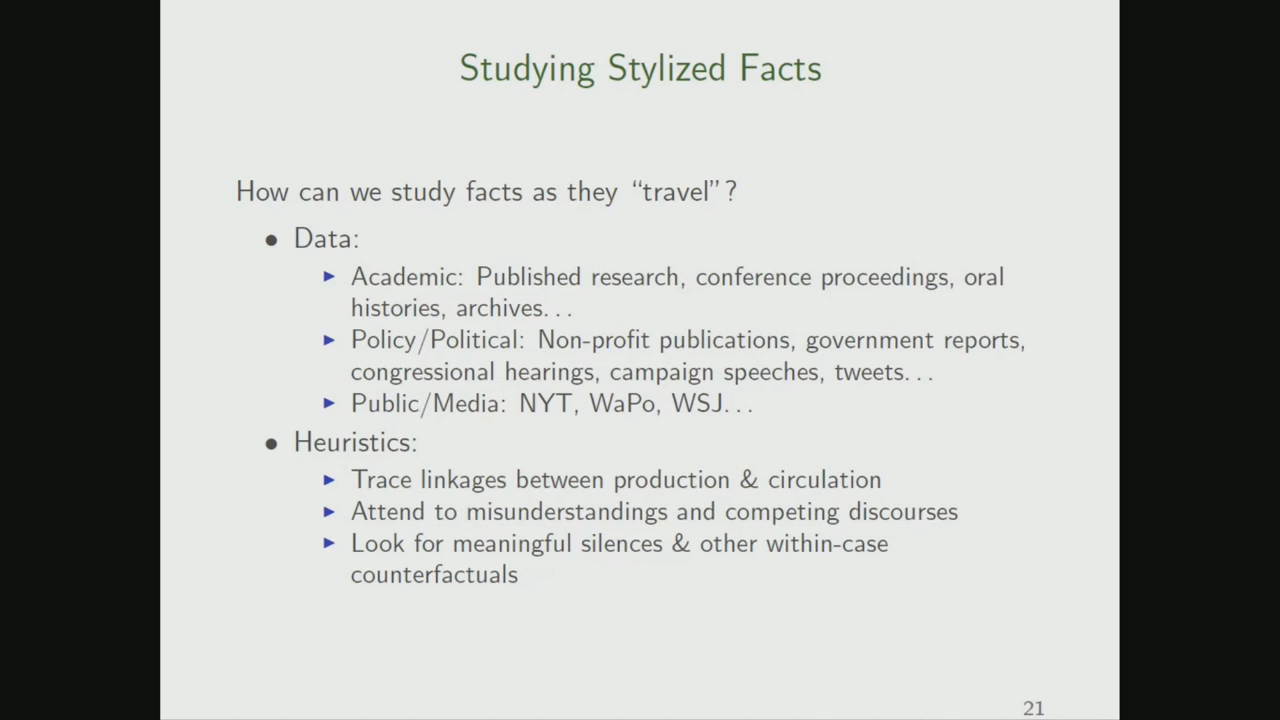 Studying Stylized Facts
How can we study facts as they “travel”?
• Data:
▶ Academic: Published research, conference proceedings, oral
histories, archives. . .
▶ Policy/Political: Non-profit publications, government reports,
congressional hearings, campaign speeches, tweets. . .
▶ Public/Media: NYT, WaPo, WSJ. . .
• Heuristics:
▶ Trace linkages between production & circulation
▶ Attend to misunderstandings and competing discourses
▶ Look for meaningful silences & other within-case
counterfactuals
21